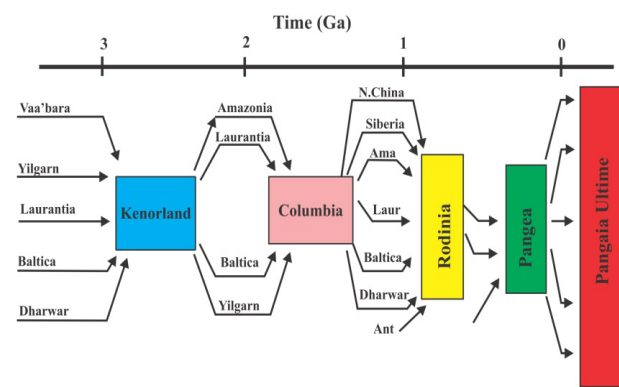 Time (Ga)
3
2
1
0
Vaa'bara
Yilgarn
Laurantia
Baltica
Dharwar
Kenorland
Amazonia
Laurantia
Baltica
Yilgarn
Columbia
N.China
Siberia
Ama
Laur
Baltica
Dharwar
Ant
Rodinia
Pangea
Pangaia Ultime